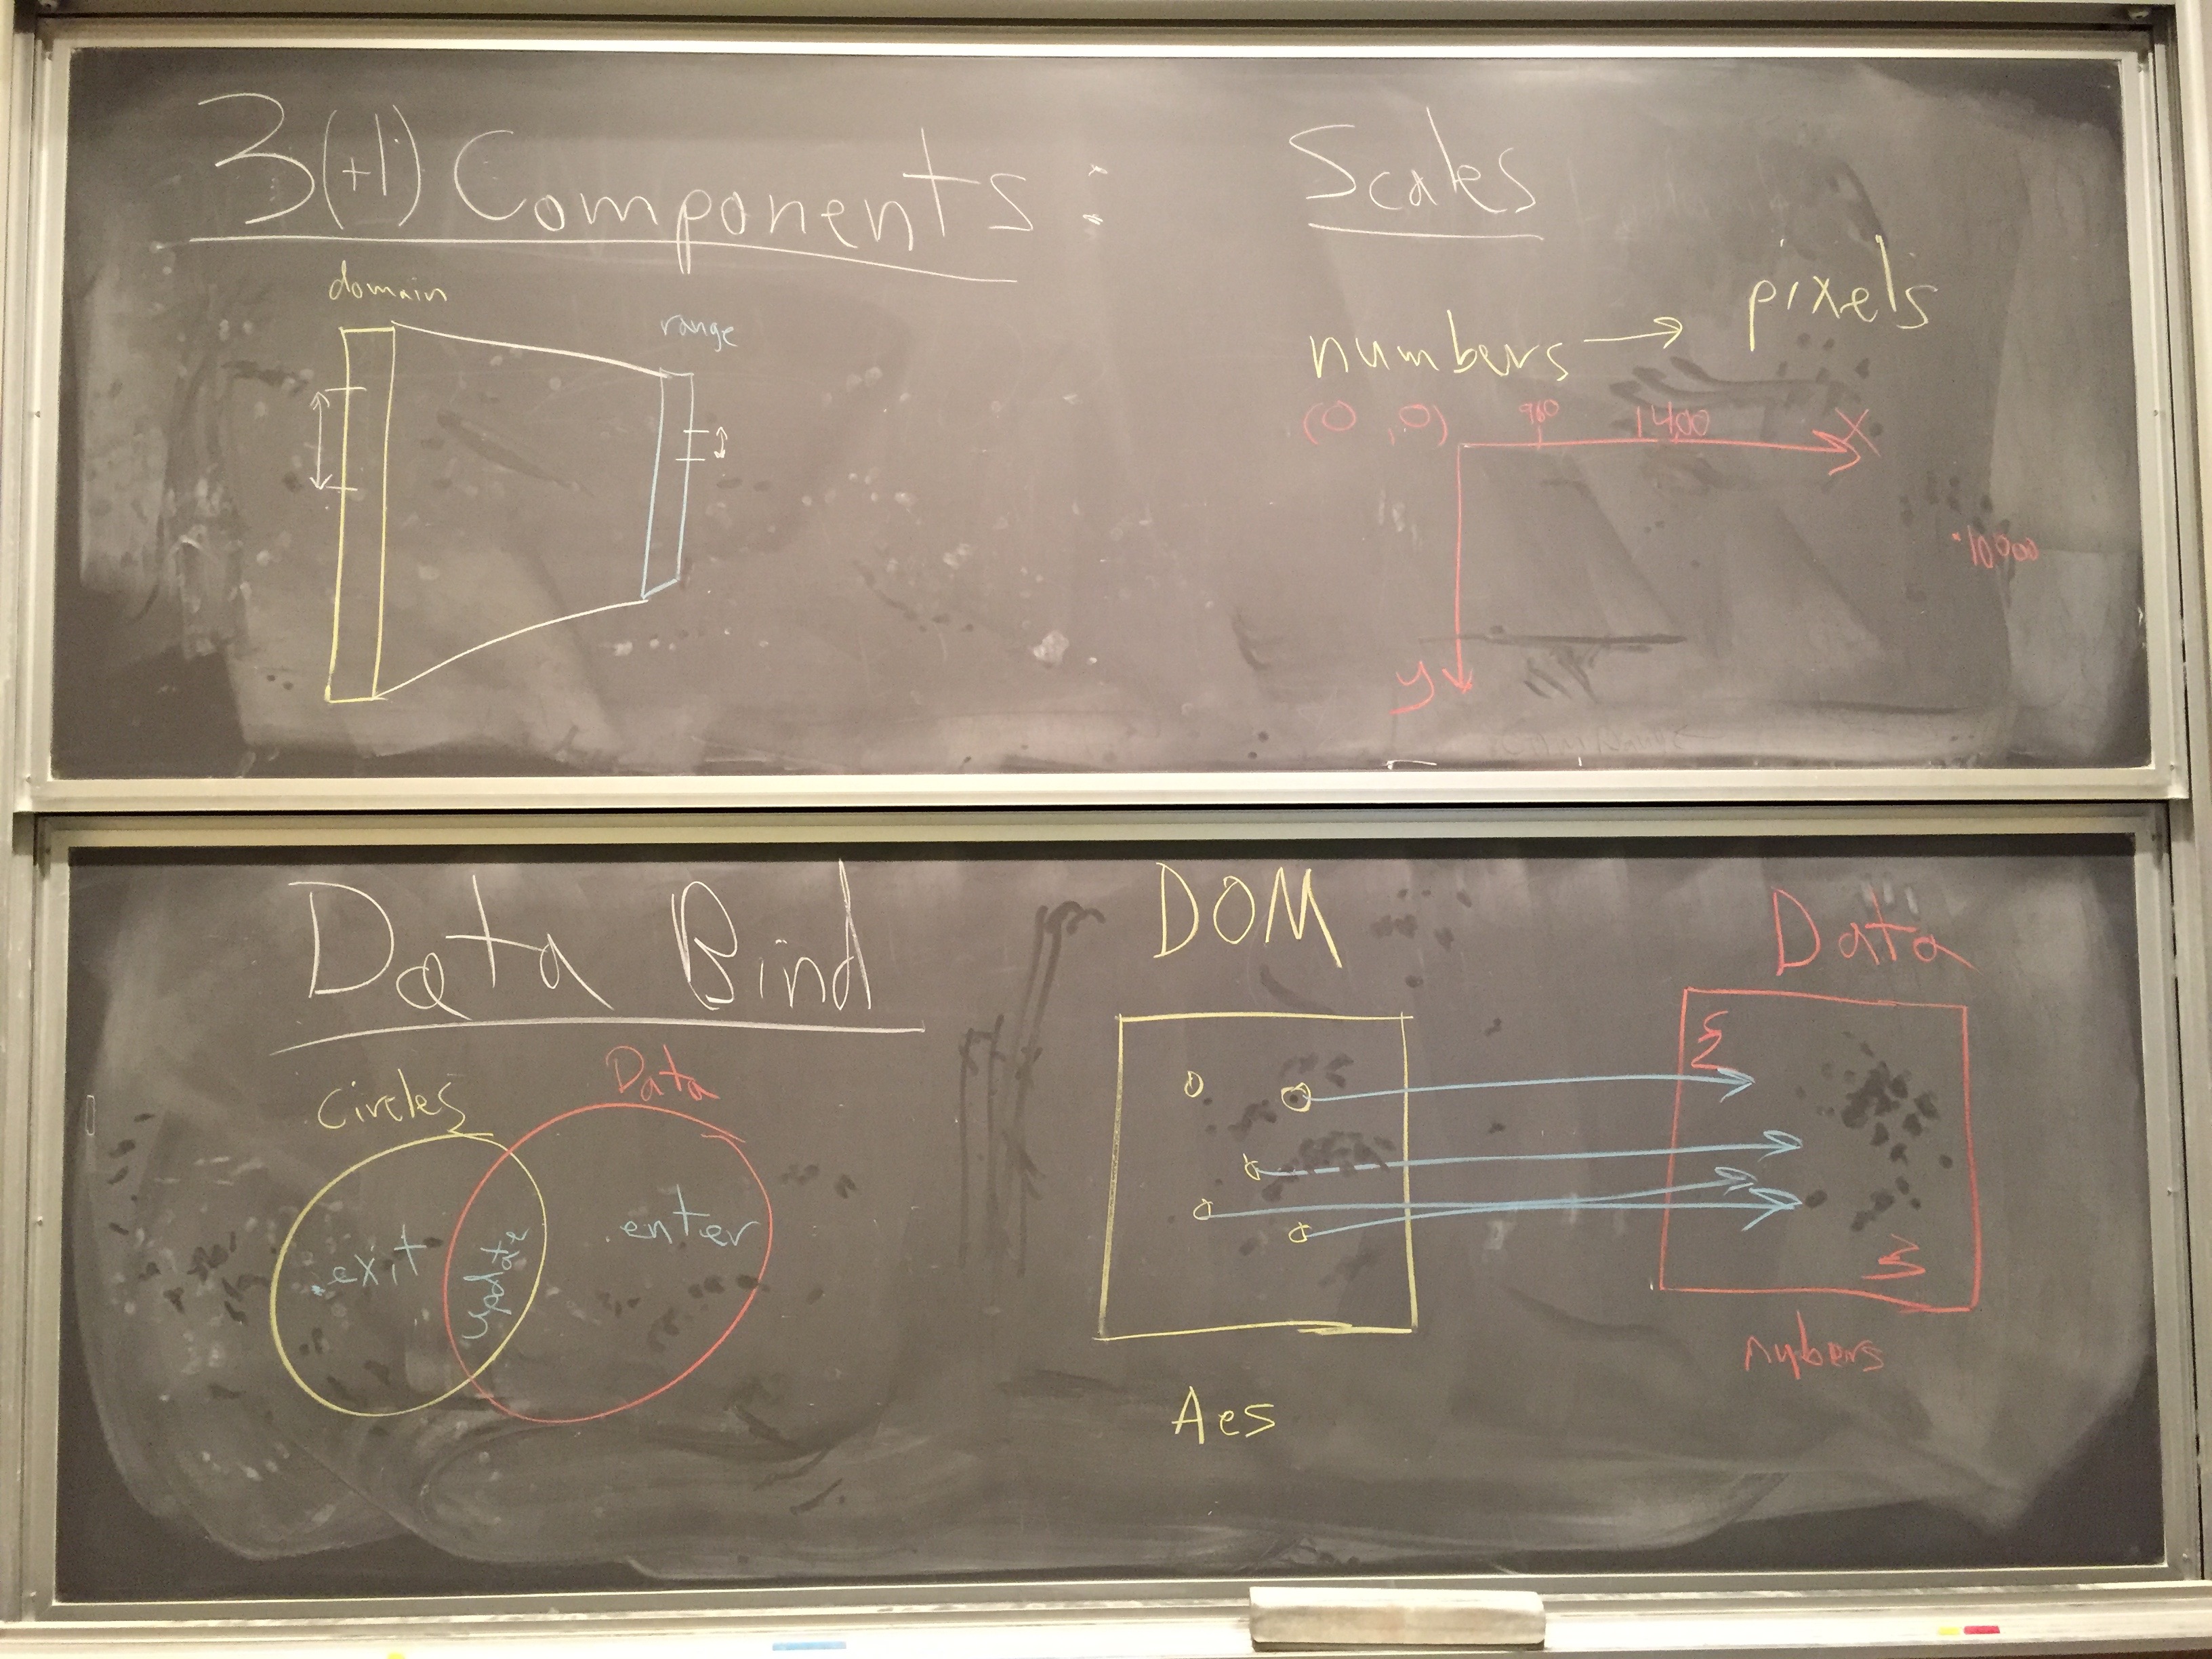 3(+1) Components:
domain
range
Scales
numbers → pixels
(0,0) 960 1400 X
10,000
y
Data Bind
Circles
Data
exit
update
enter
DOM
Data
{
}
Aes
nybers